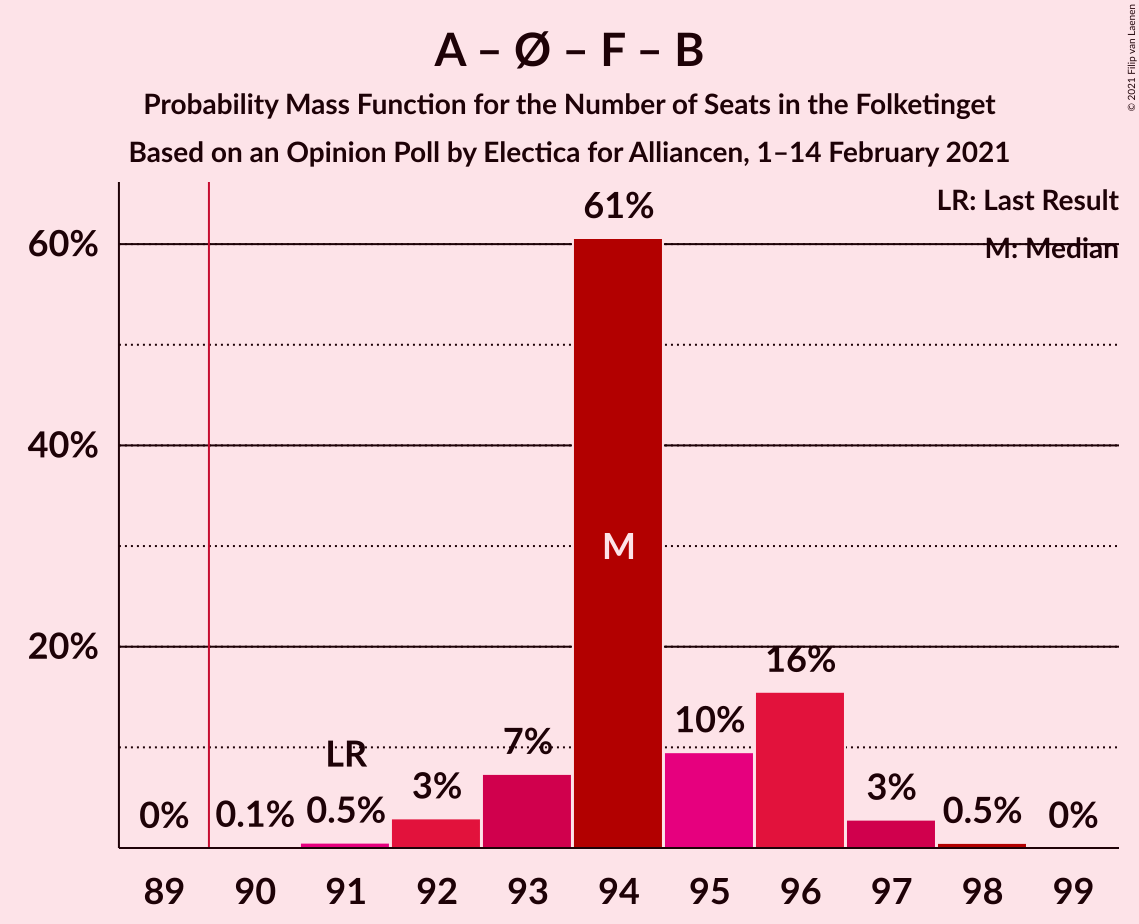 A – Ø – F – B
Probability Mass Function for the Number of Seats in the Folketinget
Based on an Opinion Poll by Electica for Alliancen, 1–14 February 2021
© 2021 Filip van Laenen
LR: Last Result
M: Median
60%
40%
20%
0%
0.1%
LR
0.5%
3%
7%
61%
M
10%
16%
3%
0.5%
0%
89 90 91 92 93 94 95 96 97 98 99